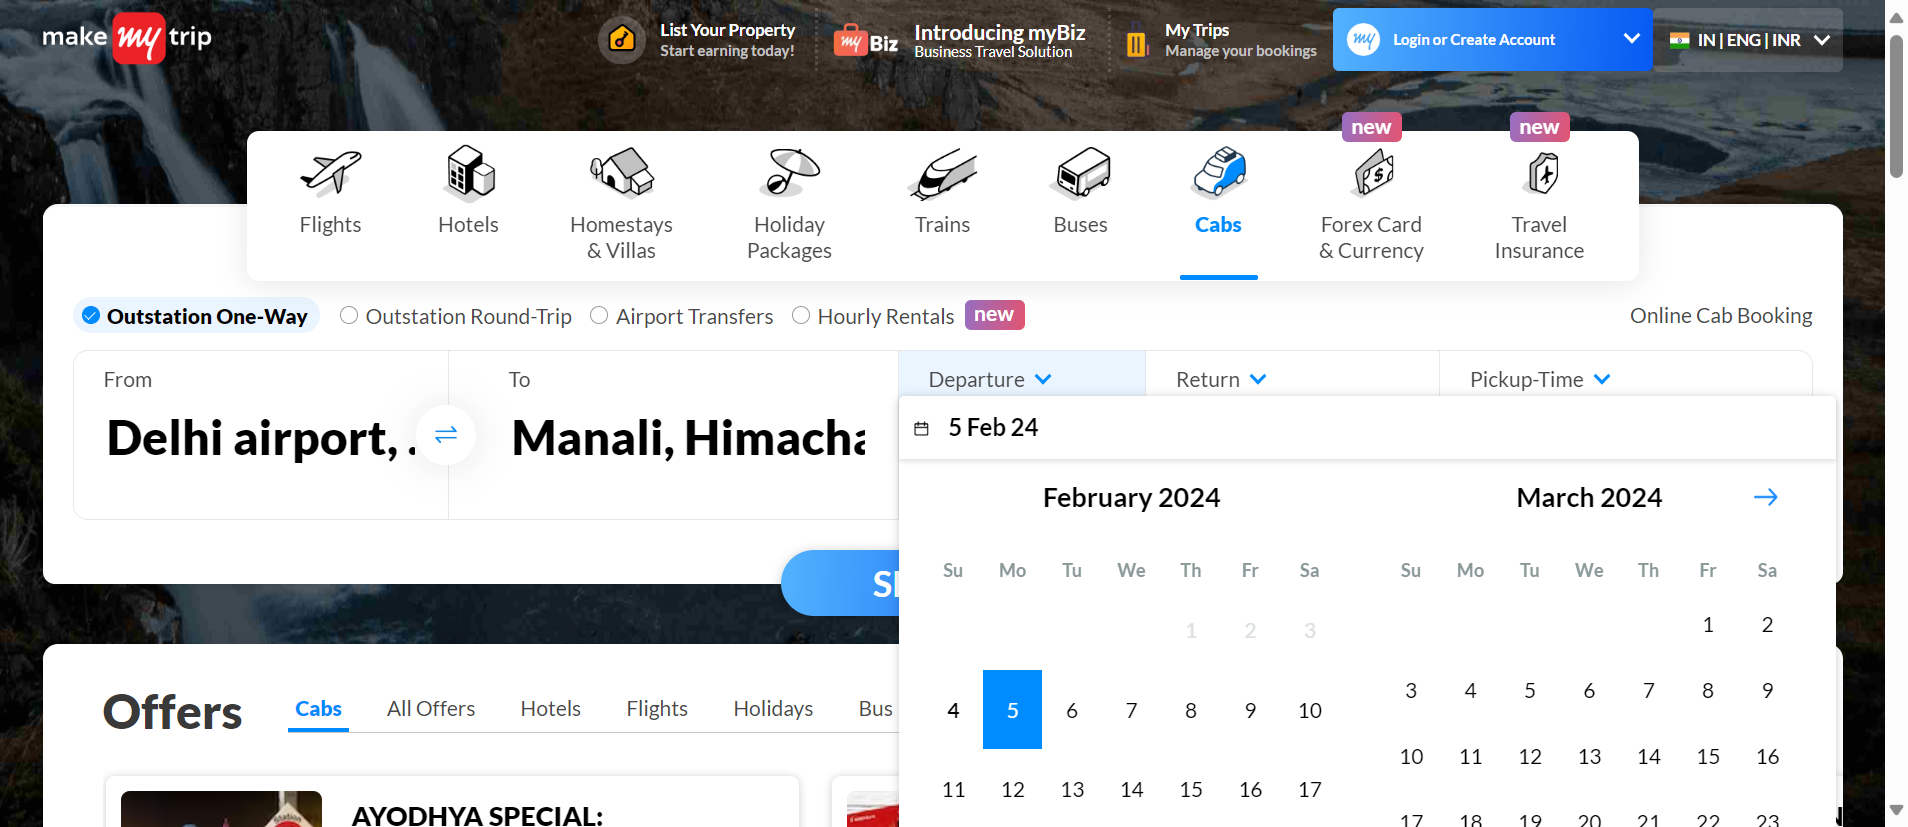 make my trip
List Your Property
Start earning today!
my Biz
Introducing myBiz
Business Travel Solution
My Trips
Manage your bookings
my Login or Create Account
IN | ENG | INR
new
new
Flights
Hotels
Homestays
& Villas
Holiday
Packages
Trains
Buses
Cabs
Forex Card
& Currency
Travel
Insurance
Outstation One-Way
Outstation Round-Trip
Airport Transfers
Hourly Rentals
new
Online Cab Booking
From
Delhi airport, .
To
Manali, Himacha
Departure
Return
Pickup-Time
5 Feb 24
February 2024
Su Mo Tu We Th Fr Sa
1 2 3
4 5 6 7 8 9 10
11 12 13 14 15 16 17
March 2024
Su Mo Tu We Th Fr Sa
1 2
3 4 5 6 7 8 9
10 11 12 13 14 15 16
17 18 19 20 21 22 23
Offers
Cabs
All Offers
Hotels
Flights
Holidays
Bus
AYODHYA SPECIAL: